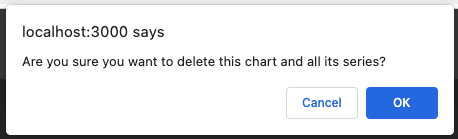 localhost:3000 says
Are you sure you want to delete this chart and all its series?
Cancel
OK